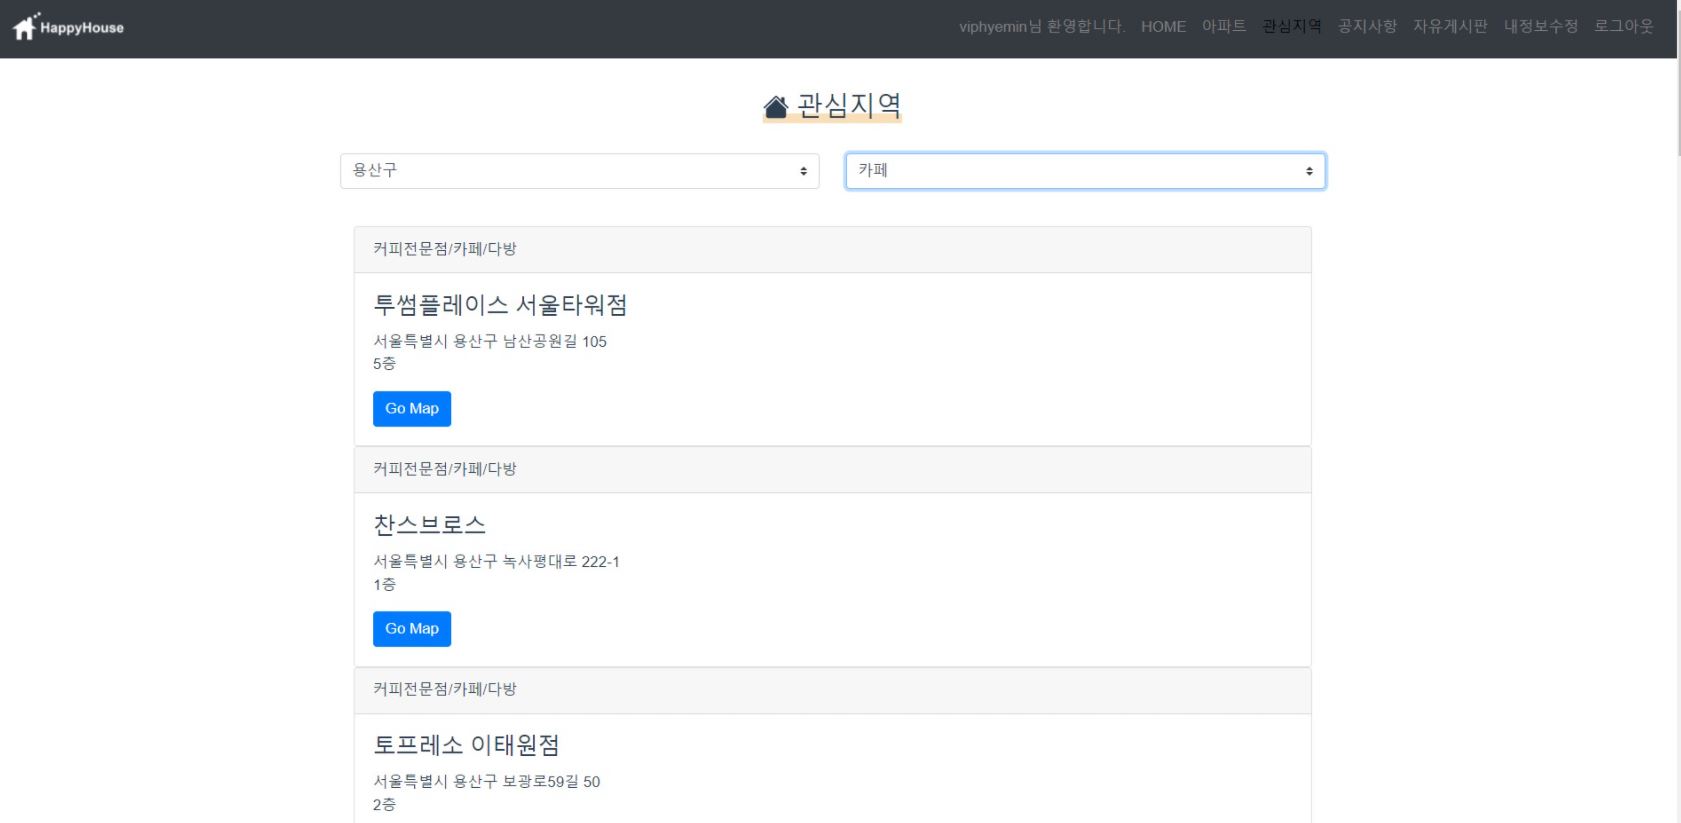 HappyHouse
viphyemin님 환영합니다. HOME 아파트 관심지역 공지사항 자유게시판 내정보수정 로그아웃
관심지역
용산구 카페
커피전문점/카페/다방
투썸플레이스 서울타워점
서울특별시 용산구 남산공원길 105
5층
Go Map
커피전문점/카페/다방
찬스브로스
서울특별시 용산구 녹사평대로 222-1
1층
Go Map
커피전문점/카페/다방
토프레소 이태원점
서울특별시 용산구 보광로59길 50
2층